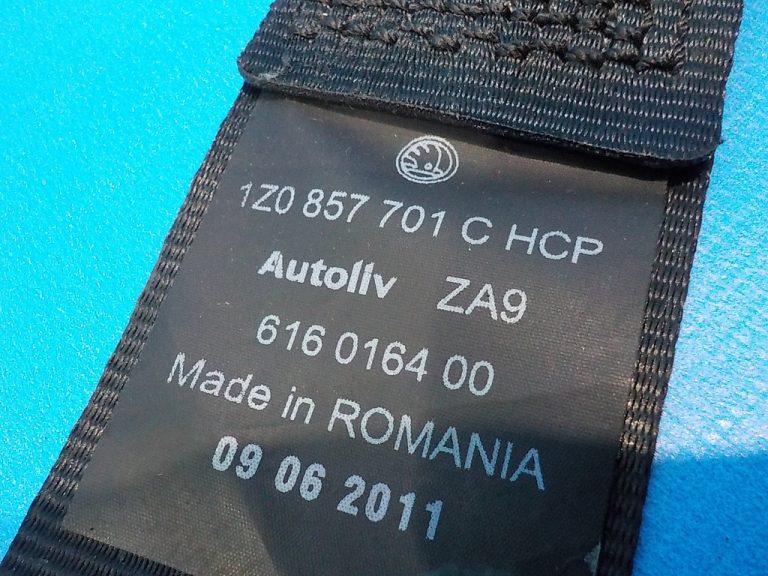 1Z0 857 701 C HCP
Autoliv ZA9
616 0164 00
Made in ROMANIA
09 06 2011